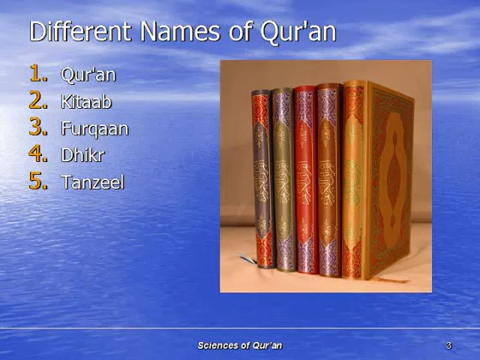 Different Names of Qur'an
1. Qur'an
2. Kitaab
3. Furqaan
4. Dhikr
5. Tanzeel
Sciences of Qur'an
3